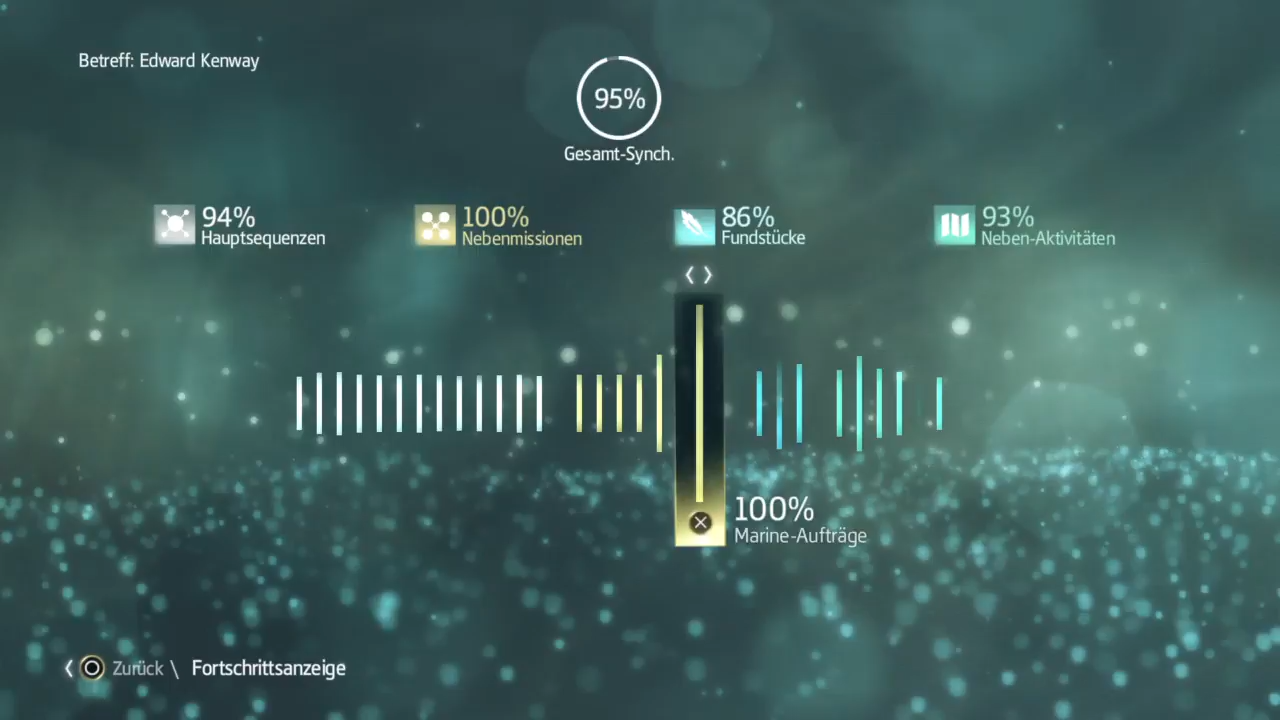 Betreff: Edward Kenway
95%
Gesamt-Synch.
94%
Hauptsequenzen
100%
Nebenmissionen
86%
Fundstücke
93%
Neben-Aktivitäten
100%
Marine-Aufträge
Zurück \ Fortschrittsanzeige